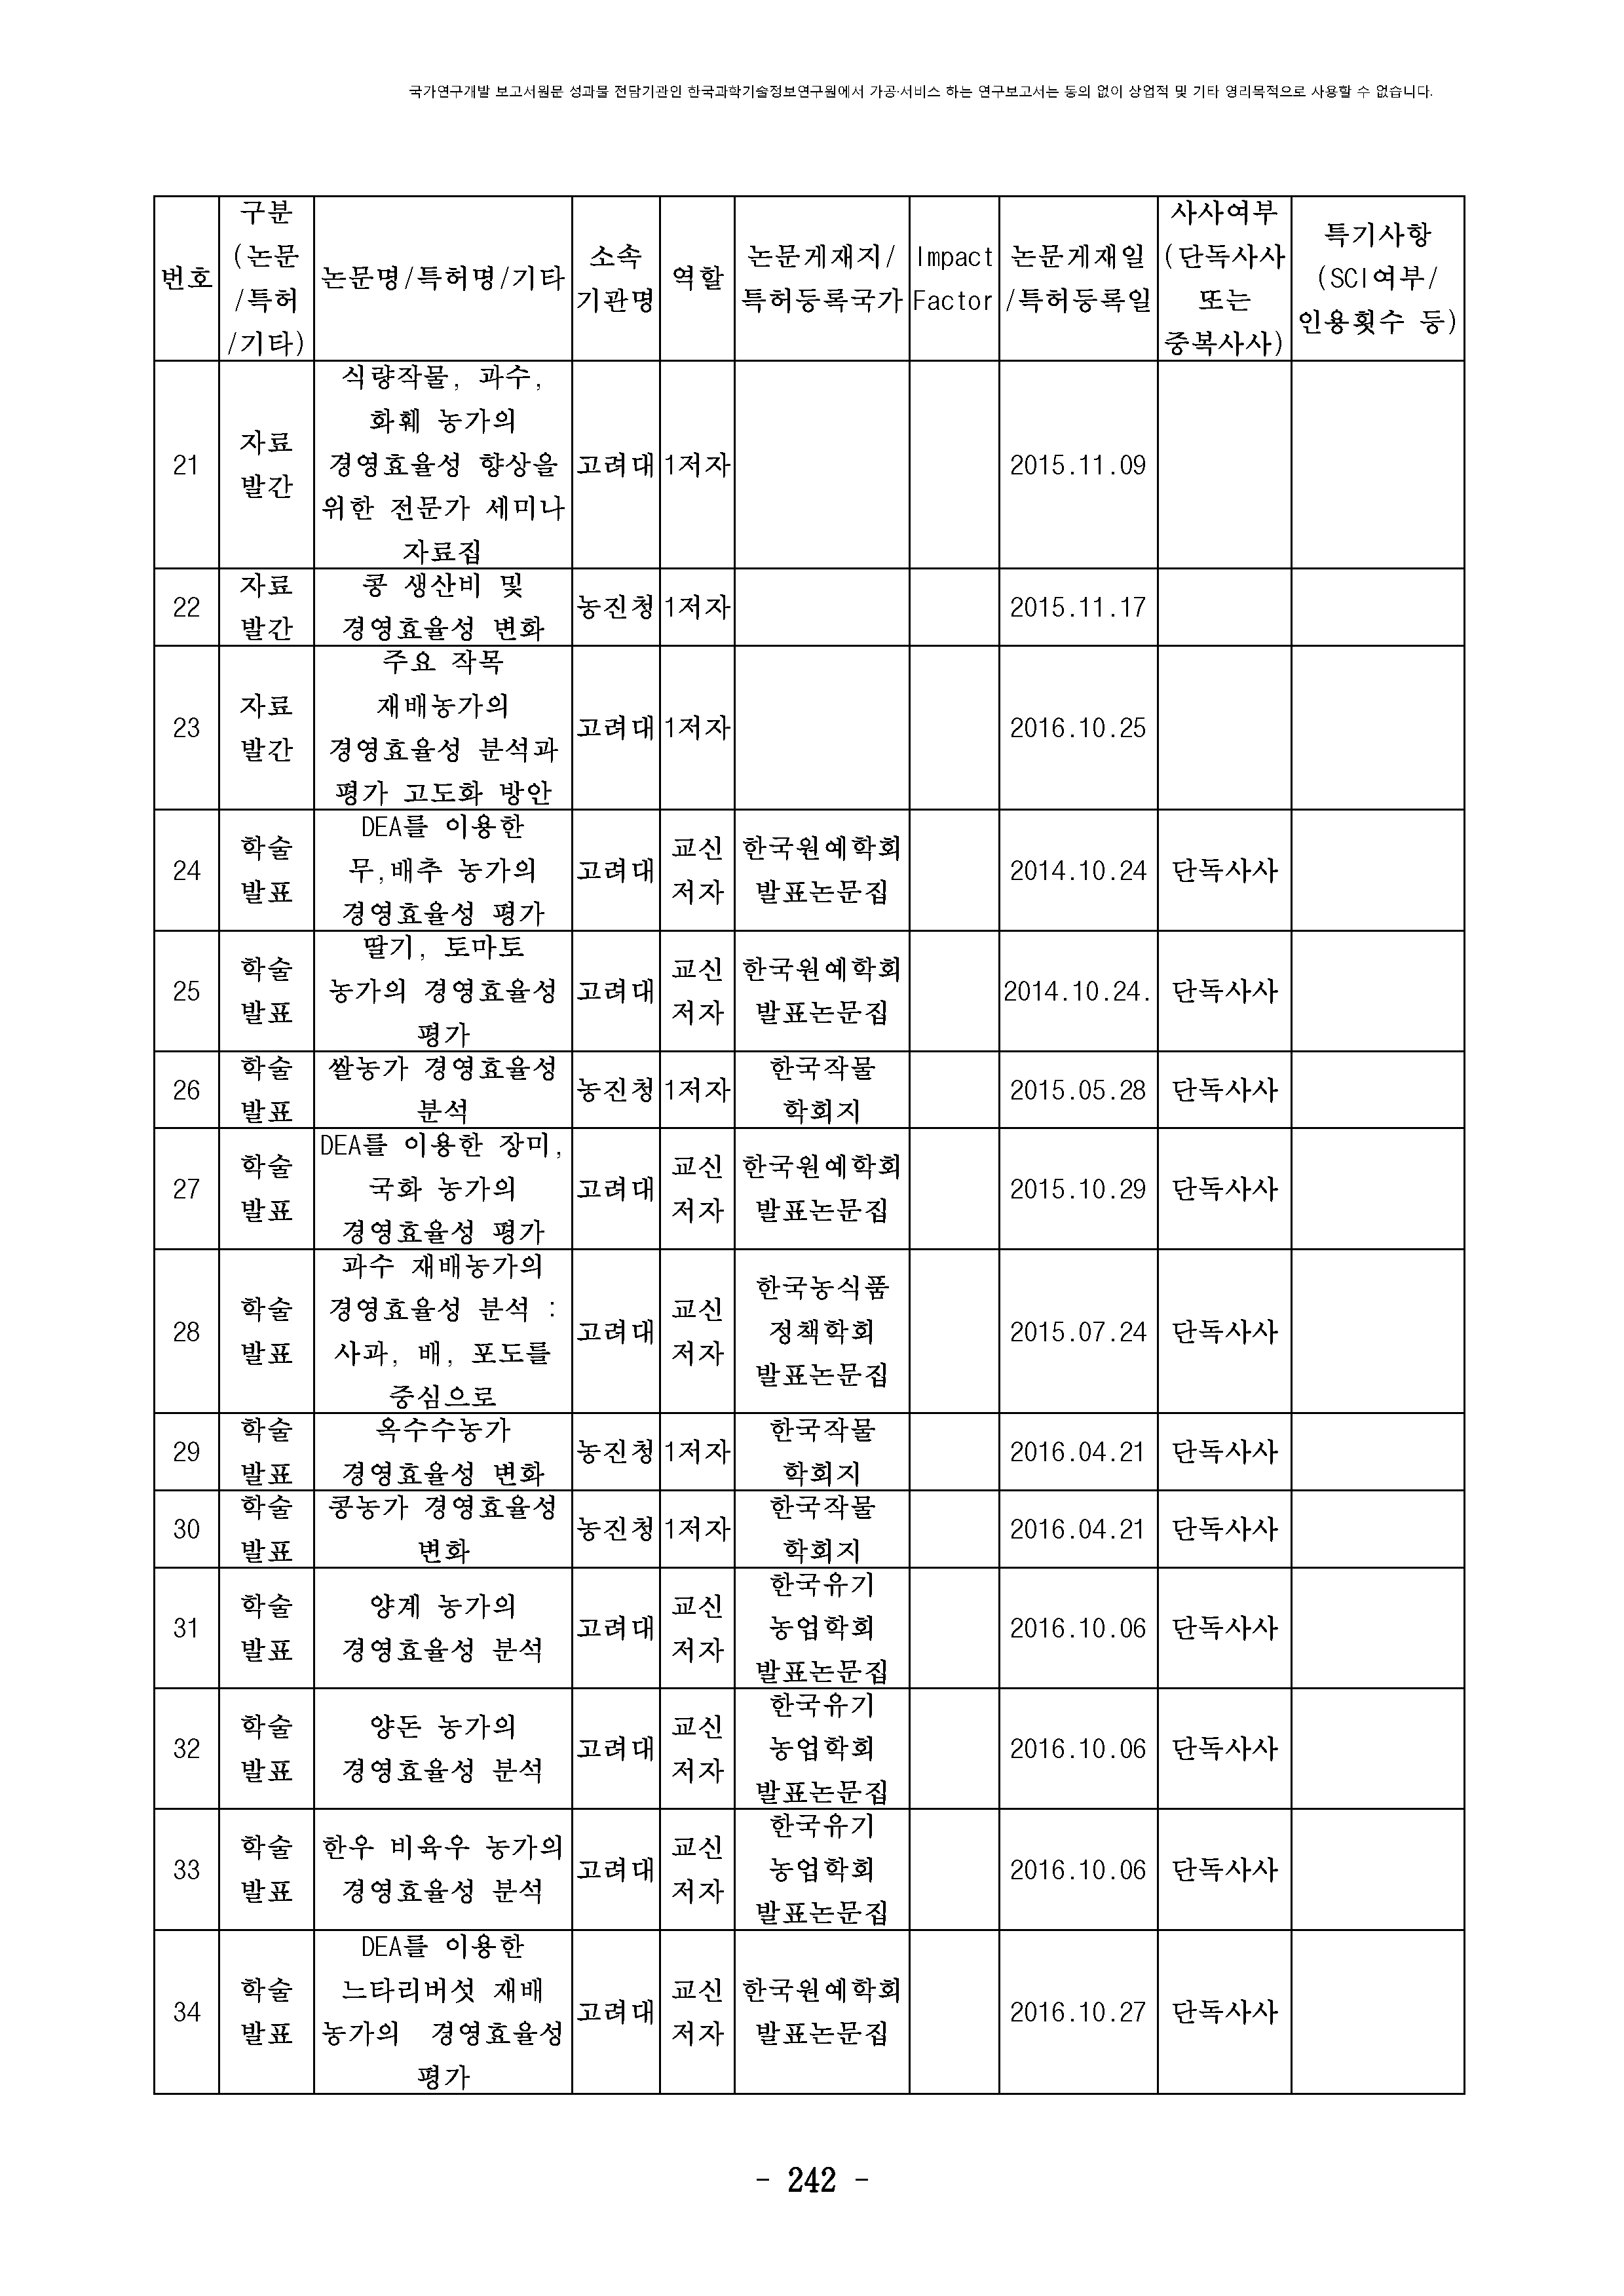 국가연구개발 보고서원문 성과물 전담기관인 한국과학기술정보연구원에서 가공·서비스 하는 연구보고서는 동의 없이 상업적 및 기타 영리목적으로 사용할 수 없습니다.
번호
구분
(논문
/특허
/기타)
논문명/특허명/기타
소속
기관명
역할
논문게재지/
특허등록국가
Impact
Factor
논문게재일
/특허등록일
사사여부
(단독사사
또는
중복사사)
특기사항
(SCI여부/
인용횟수 등)
21
자료
발간
식량작물, 과수,
화훼 농가의
경영효율성 향상을
위한 전문가 세미나
자료집
고려대
1저자
2015.11.09
22
자료
발간
콩 생산비 및
경영효율성 변화
농진청
1저자
2015.11.17
23
자료
발간
주요 작목
재배농가의
경영효율성 분석과
평가 고도화 방안
고려대
1저자
2016.10.25
24
학술
발표
DEA를 이용한
무,배추 농가의
경영효율성 평가
고려대
교신
저자
한국원예학회
발표논문집
2014.10.24
단독사사
25
학술
발표
딸기, 토마토
농가의 경영효율성
평가
고려대
교신
저자
한국원예학회
발표논문집
2014.10.24.
단독사사
26
학술
발표
쌀농가 경영효율성
분석
농진청
1저자
한국작물
학회지
2015.05.28
단독사사
27
학술
발표
DEA를 이용한 장미,
국화 농가의
경영효율성 평가
고려대
교신
저자
한국원예학회
발표논문집
2015.10.29
단독사사
28
학술
발표
과수 재배농가의
경영효율성 분석 :
사과, 배, 포도를
중심으로
고려대
교신
저자
한국농식품
정책학회
발표논문집
2015.07.24
단독사사
29
학술
발표
옥수수농가
경영효율성 변화
농진청
1저자
한국작물
학회지
2016.04.21
단독사사
30
학술
발표
콩농가 경영효율성
변화
농진청
1저자
한국작물
학회지
2016.04.21
단독사사
31
학술
발표
양계 농가의
경영효율성 분석
고려대
교신
저자
한국유기
농업학회
발표논문집
2016.10.06
단독사사
32
학술
발표
양돈 농가의
경영효율성 분석
고려대
교신
저자
한국유기
농업학회
발표논문집
2016.10.06
단독사사
33
학술
발표
한우 비육우 농가의
경영효율성 분석
고려대
교신
저자
한국유기
농업학회
발표논문집
2016.10.06
단독사사
34
학술
발표
DEA를 이용한
느타리버섯 재배
농가의 경영효율성
평가
고려대
교신
저자
한국원예학회
발표논문집
2016.10.27
단독사사
- 242 -